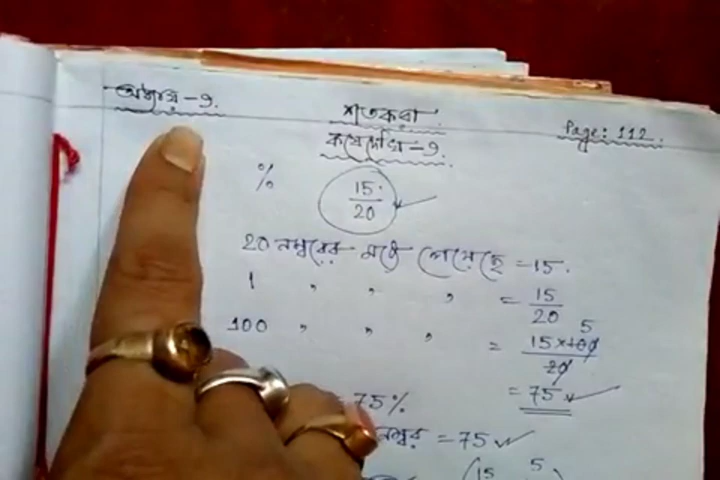 অধ্যায় - 9.
শতকরা
Page: 112.
কষে দেখি - 9.
%
15.
20
20 নম্বরের মধ্যে পেয়েছে = 15.
1 " " " = 15
20
100 " " " = 15 × 100 5
20
= 75
= 75%
নম্বর = 75
15 5